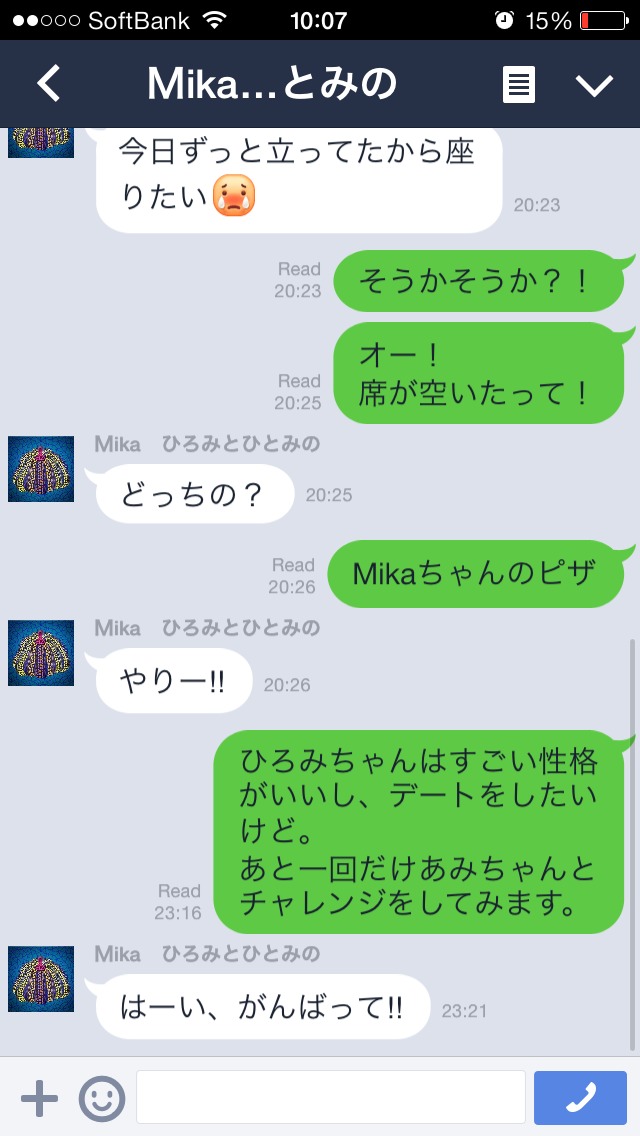 SoftBank 10:07 15%
Mika...とみの
今日ずっと立ってたから座
りたい
20:23
そうかそうか？！
Read
20:23
オー！
席が空いたって！
Read
20:25
Mika ひろみとひとみの
どっちの？
20:25
Mikaちゃんのピザ
Read
20:26
Mika ひろみとひとみの
やりー!!
20:26
ひろみちゃんはすごい性格
がいいし、デートをしたい
けど。
あと一回だけあみちゃんと
チャレンジをしてみます。
Read
23:16
Mika ひろみとひとみの
はーい、がんばって!!
23:21